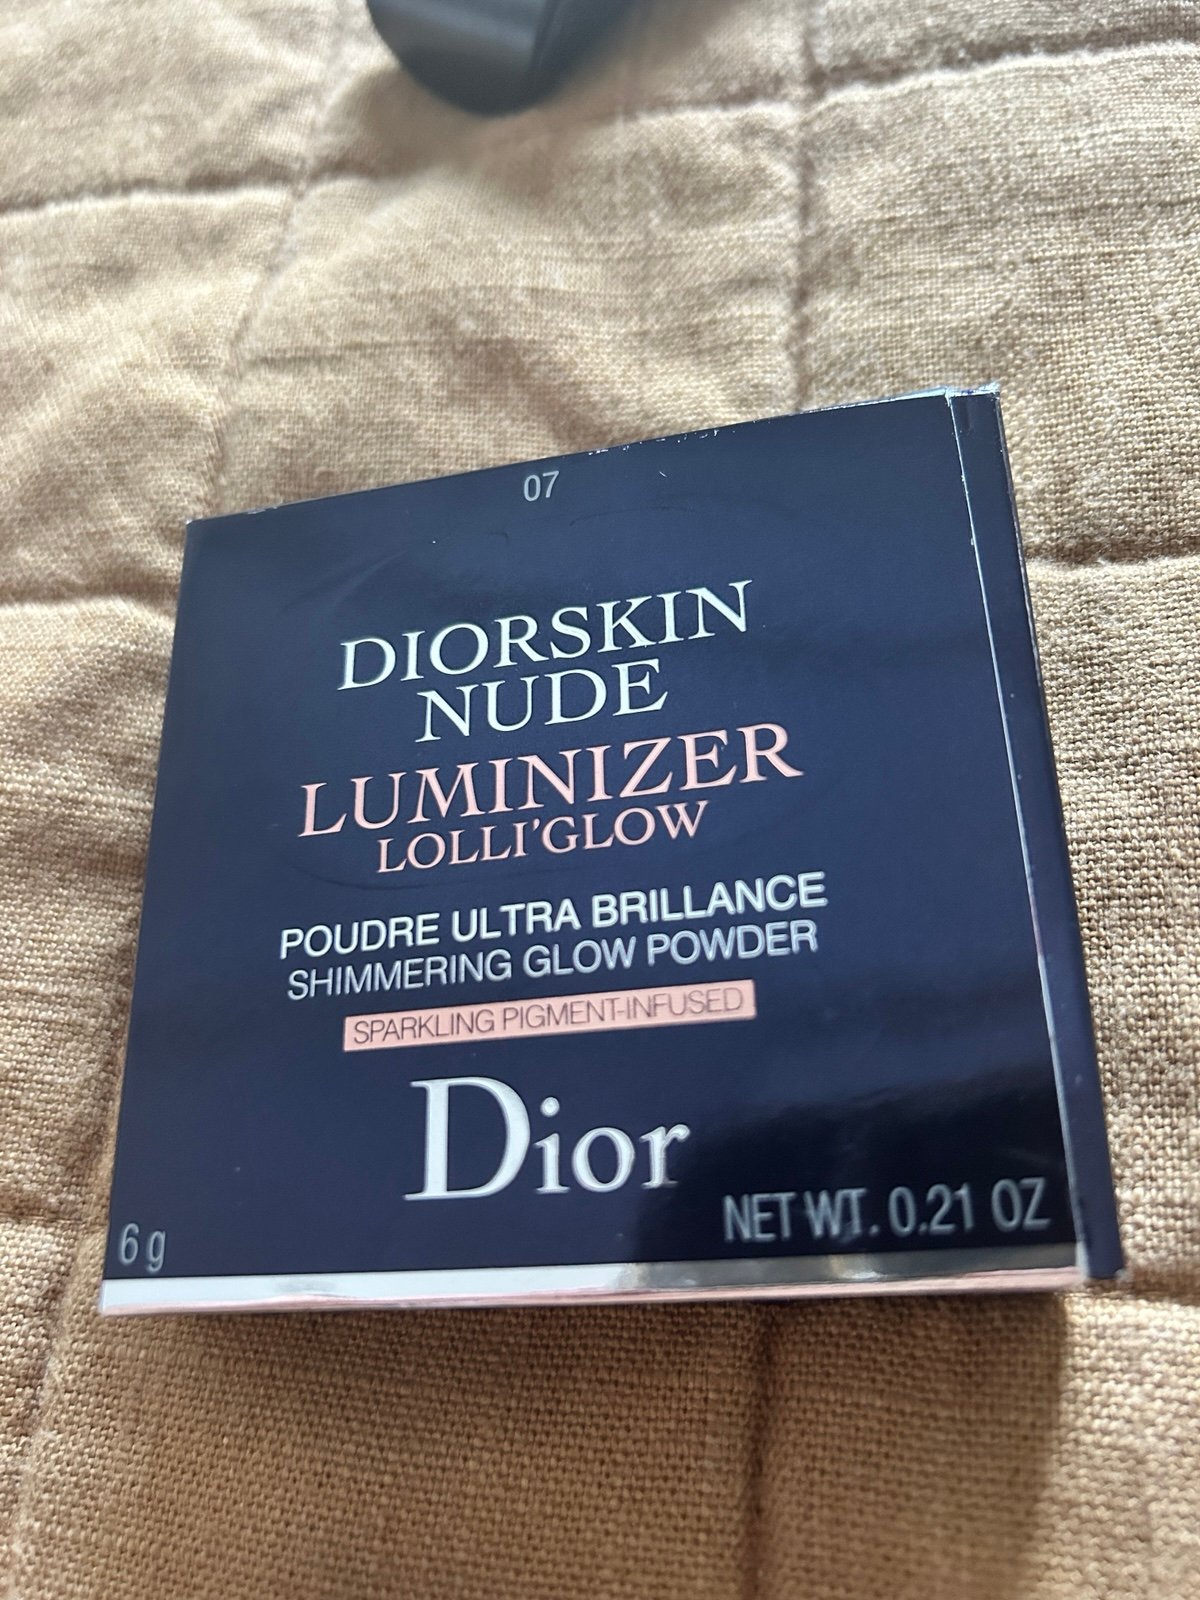 07
DIORSKIN
NUDE
LUMINIZER
LOLLI'GLOW
POUDRE ULTRA BRILLANCE
SHIMMERING GLOW POWDER
SPARKLING PIGMENT-INFUSED
Dior
6 g
NET WT. 0.21 OZ